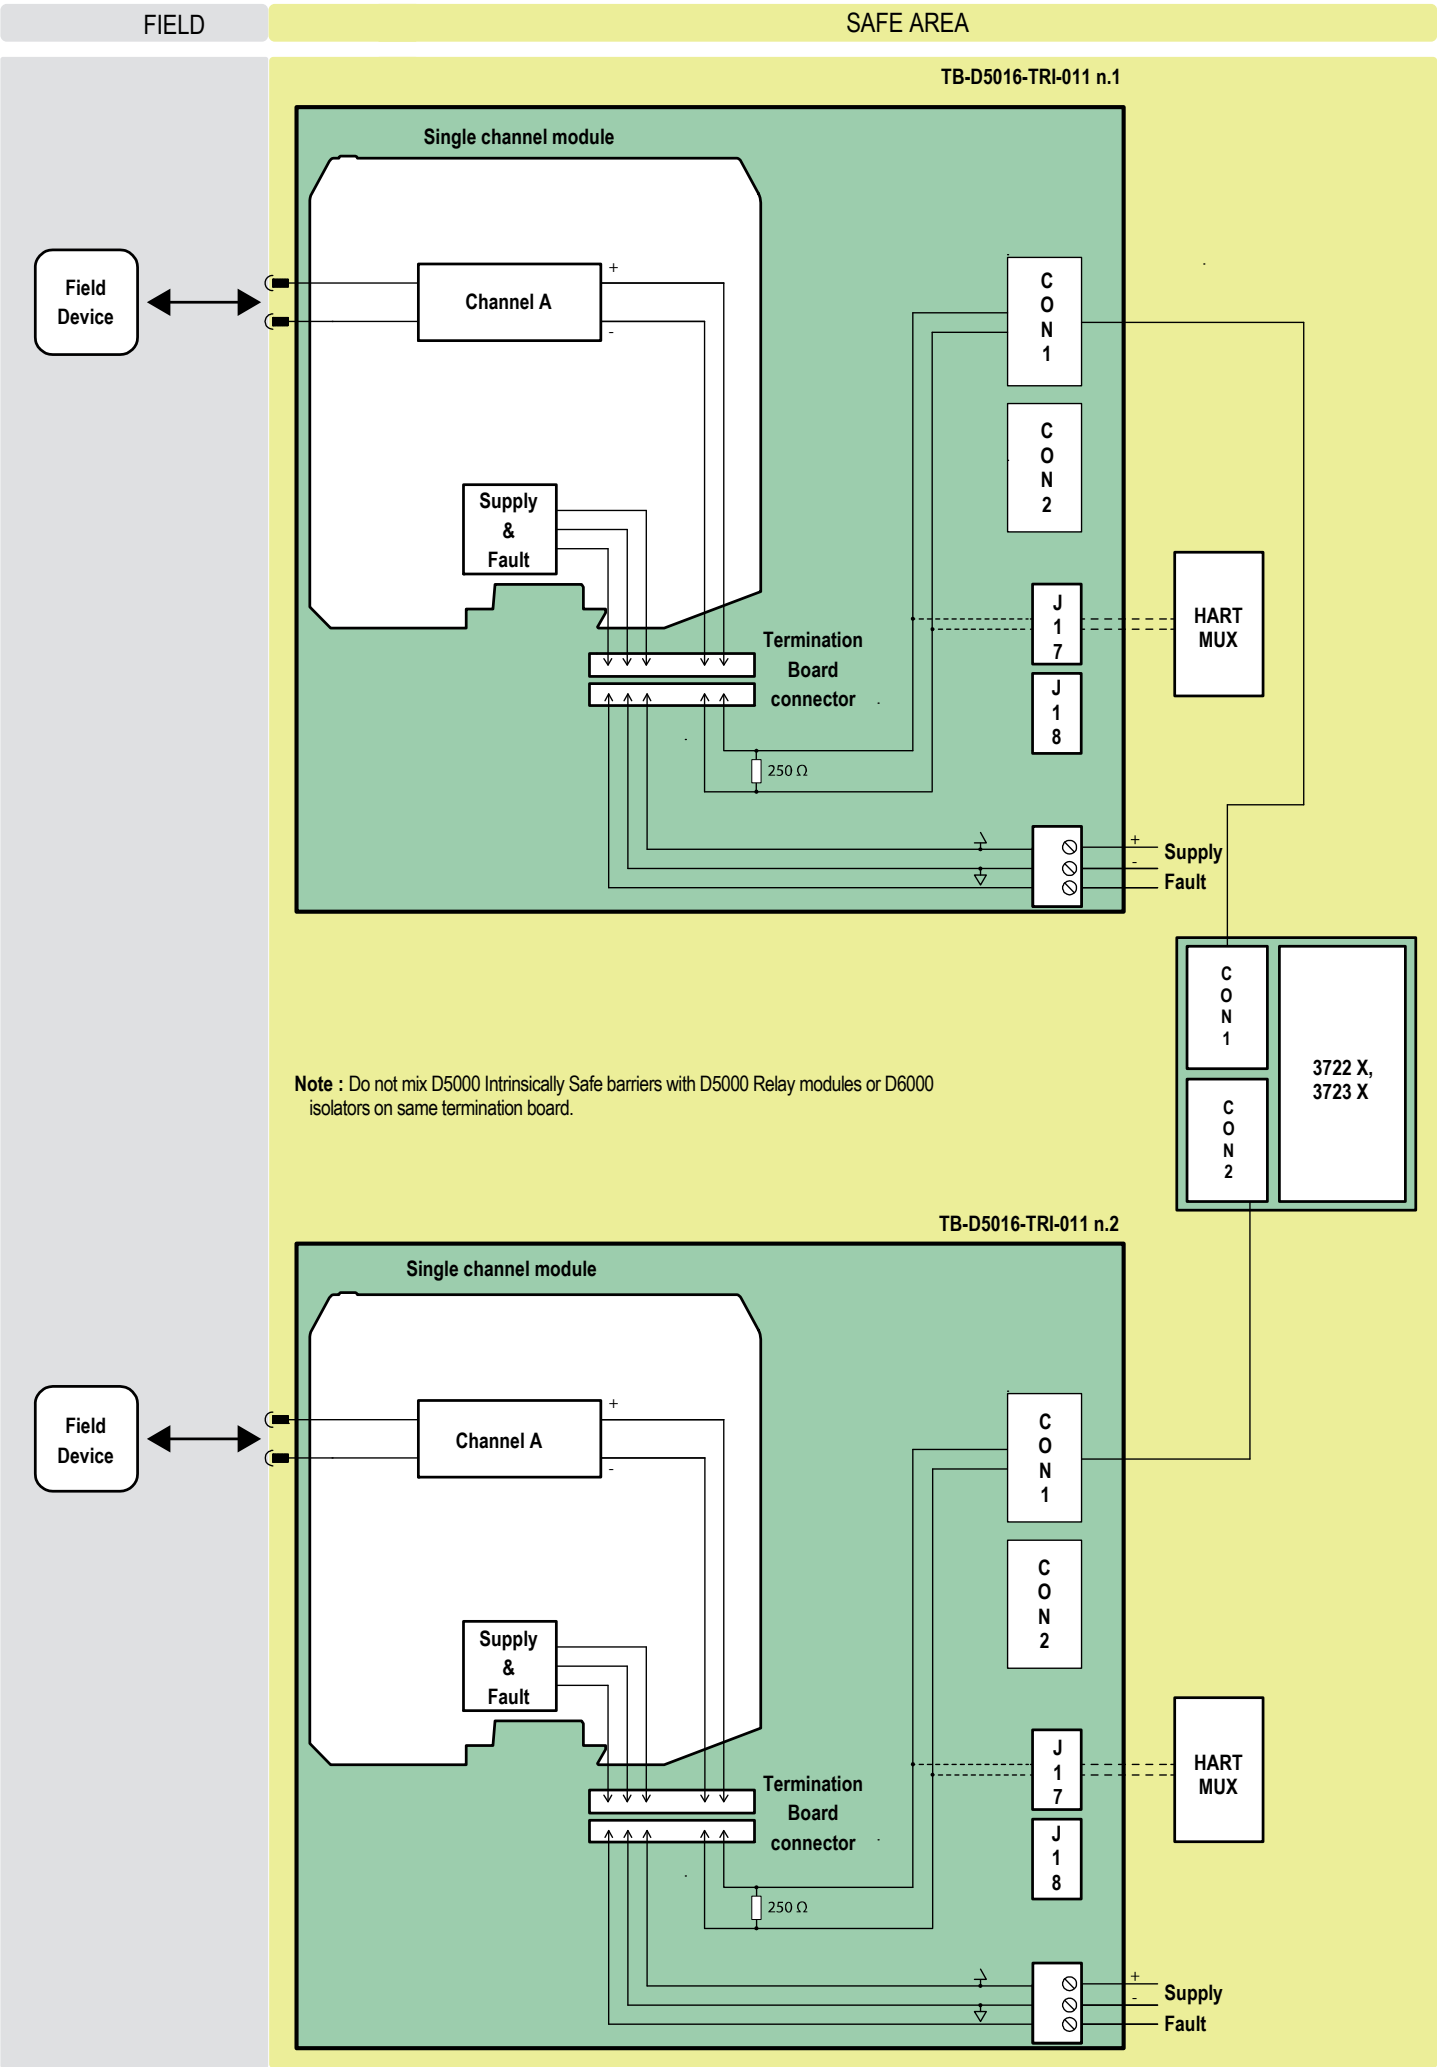 FIELD
SAFE AREA
TB-D5016-TRI-011 n.1
Single channel module
Field
Device
Channel A
+
-
C
O
N
1
C
O
N
2
Supply
&
Fault
J
1
7
HART
MUX
Termination
Board
connector
J
1
8
250 Ω
+
-
Supply
Fault
C
O
N
1
C
O
N
2
3722 X,
3723 X
Note : Do not mix D5000 Intrinsically Safe barriers with D5000 Relay modules or D6000
isolators on same termination board.
TB-D5016-TRI-011 n.2
Single channel module
Field
Device
Channel A
+
-
C
O
N
1
C
O
N
2
Supply
&
Fault
J
1
7
HART
MUX
Termination
Board
connector
J
1
8
250 Ω
+
-
Supply
Fault